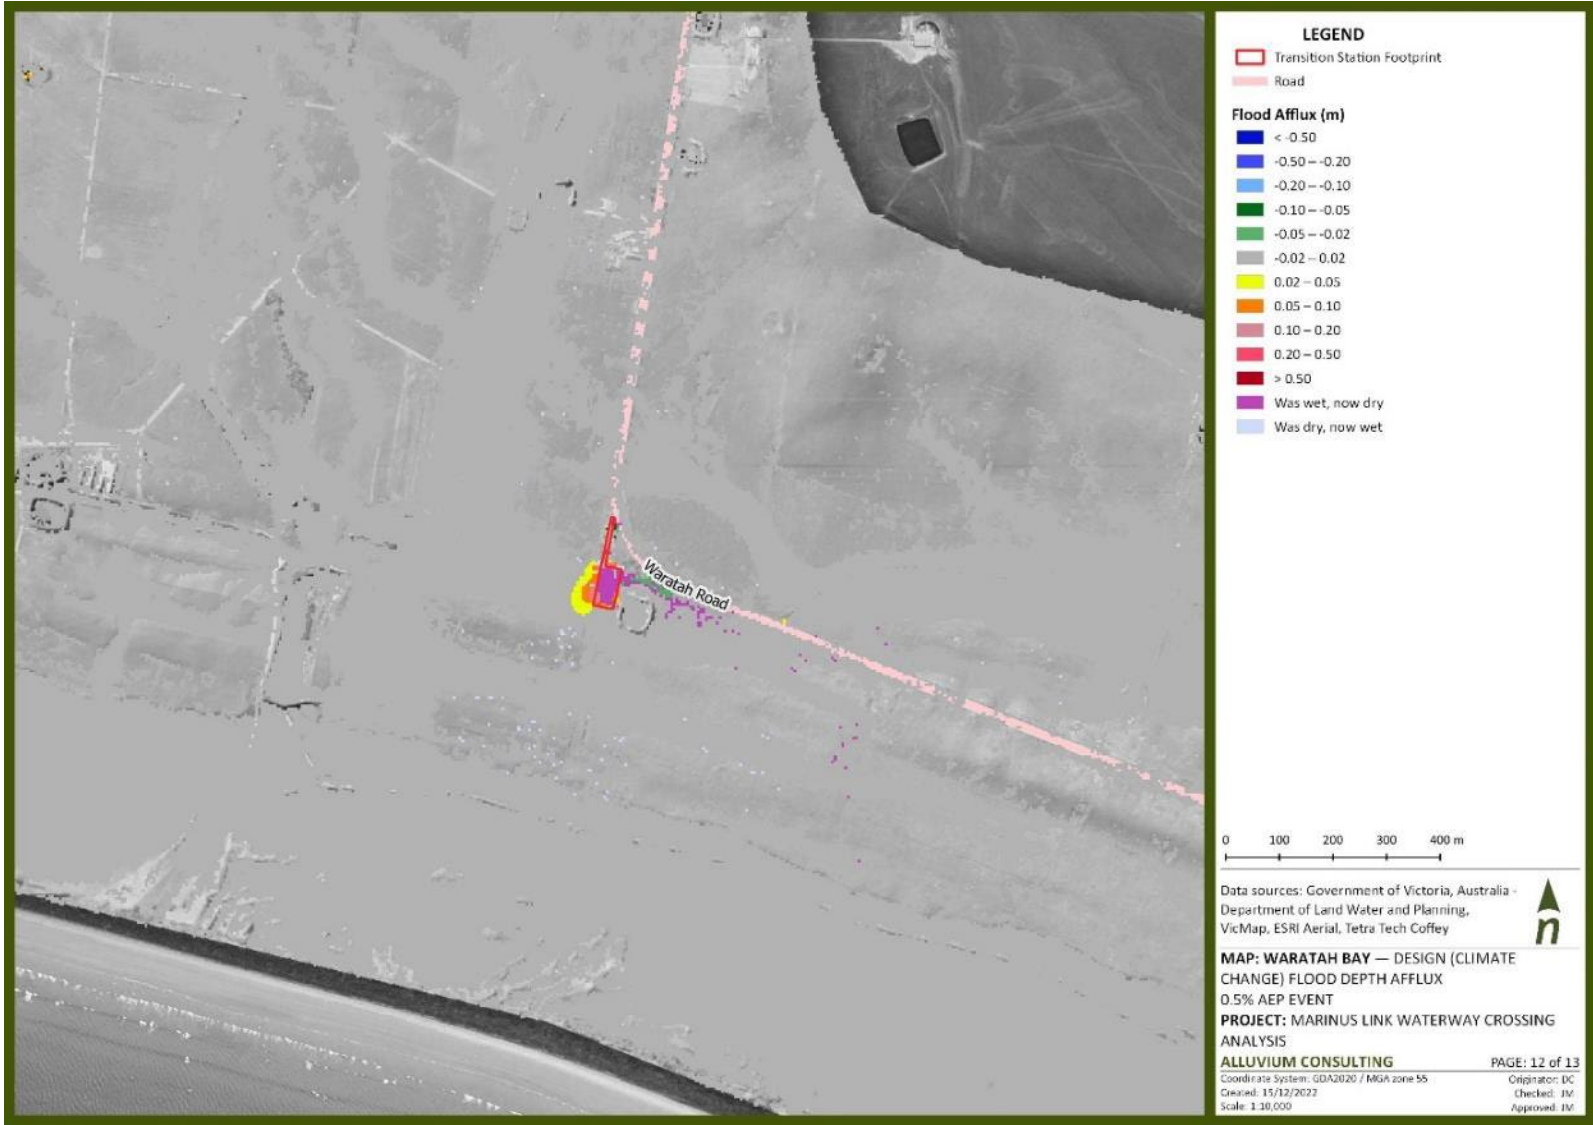 Waratah Road
LEGEND
Transition Station Footprint
Road
Flood Afflux (m)
< -0.50
-0.50 – -0.20
-0.20 – -0.10
-0.10 – -0.05
-0.05 – -0.02
-0.02 – 0.02
0.02 – 0.05
0.05 – 0.10
0.10 – 0.20
0.20 – 0.50
> 0.50
Was wet, now dry
Was dry, now wet
0 100 200 300 400 m
Data sources: Government of Victoria, Australia -
Department of Land Water and Planning,
VicMap, ESRI Aerial, Tetra Tech Coffey
n
MAP: WARATAH BAY — DESIGN (CLIMATE
CHANGE) FLOOD DEPTH AFFLUX
0.5% AEP EVENT
PROJECT: MARINUS LINK WATERWAY CROSSING
ANALYSIS
ALLUVIUM CONSULTING PAGE: 12 of 13
Coordinate System: GDA2020 / MGA zone 55 Originator: DC
Created: 15/12/2022 Checked: JM
Scale: 1:10,000 Approved: JM